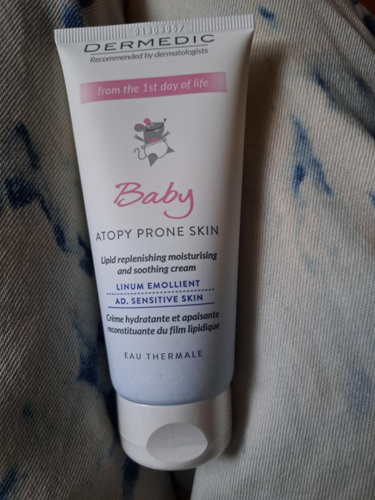 DERMEDIC
Recommended by dermatologists
from the 1st day of life
Baby
ATOPY PRONE SKIN
Lipid replenishing moisturising
and soothing cream
LINUM EMOLLIENT
AD. SENSITIVE SKIN
Crème hydratante et apaisante
reconstituante du film lipidique
EAU THERMALE